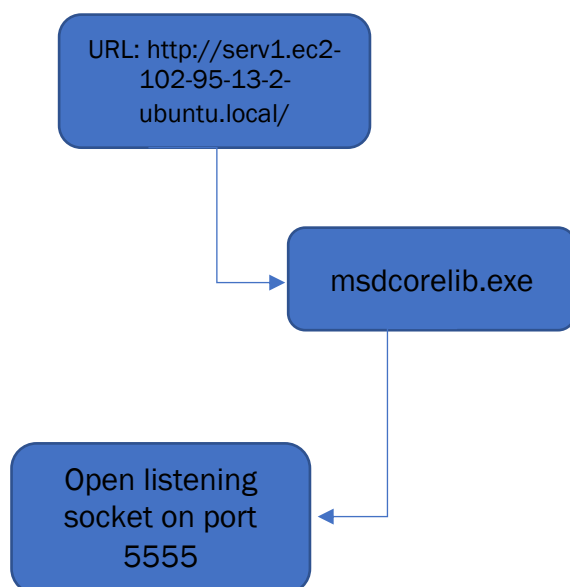 URL: http://serv1.ec2-
102-95-13-2-
ubuntu.local/
msdcorelib.exe
Open listening
socket on port
5555